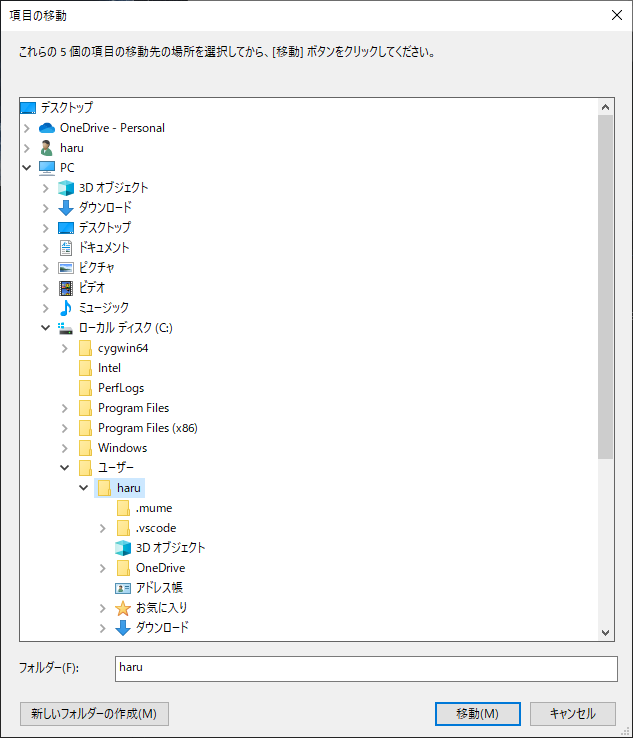 項目の移動
これらの 5 個の項目の移動先の場所を選択してから、[移動] ボタンをクリックしてください。
デスクトップ
OneDrive - Personal
haru
PC
3D オブジェクト
ダウンロード
デスクトップ
ドキュメント
ピクチャ
ビデオ
ミュージック
ローカル ディスク (C:)
cygwin64
Intel
PerfLogs
Program Files
Program Files (x86)
Windows
ユーザー
haru
.mume
.vscode
3D オブジェクト
OneDrive
アドレス帳
お気に入り
ダウンロード
フォルダー(F): haru
新しいフォルダーの作成(M) 移動(M) キャンセル